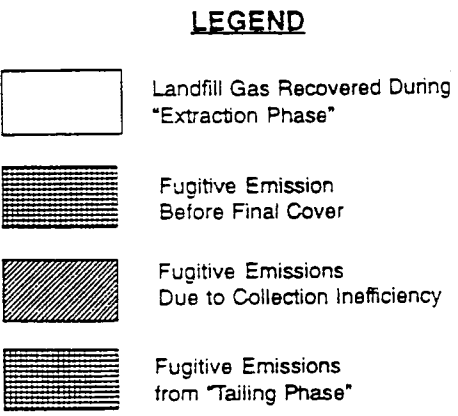 LEGEND
Landfill Gas Recovered During
"Extraction Phase"
Fugitive Emission
Before Final Cover
Fugitive Emissions
Due to Collection Inefficiency
Fugitive Emissions
from "Tailing Phase"